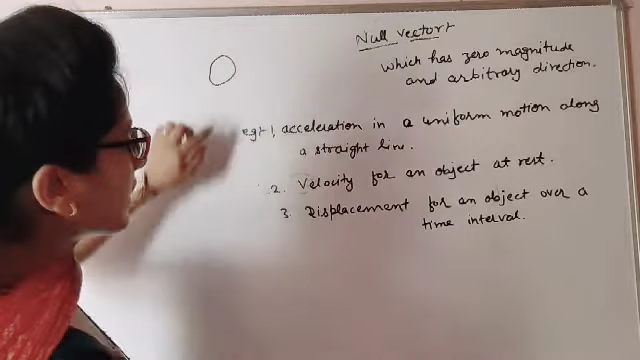 Null vector
which has zero magnitude
and arbitrary direction.
e.g:- 1, acceleration in a uniform motion along
a straight line.
2. Velocity for an object at rest.
3. Displacement for an object over a
time interval.